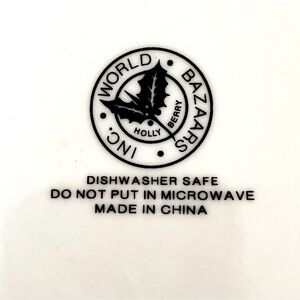 WORLD BAZAARS INC.
HOLLY BERRY
DISHWASHER SAFE
DO NOT PUT IN MICROWAVE
MADE IN CHINA